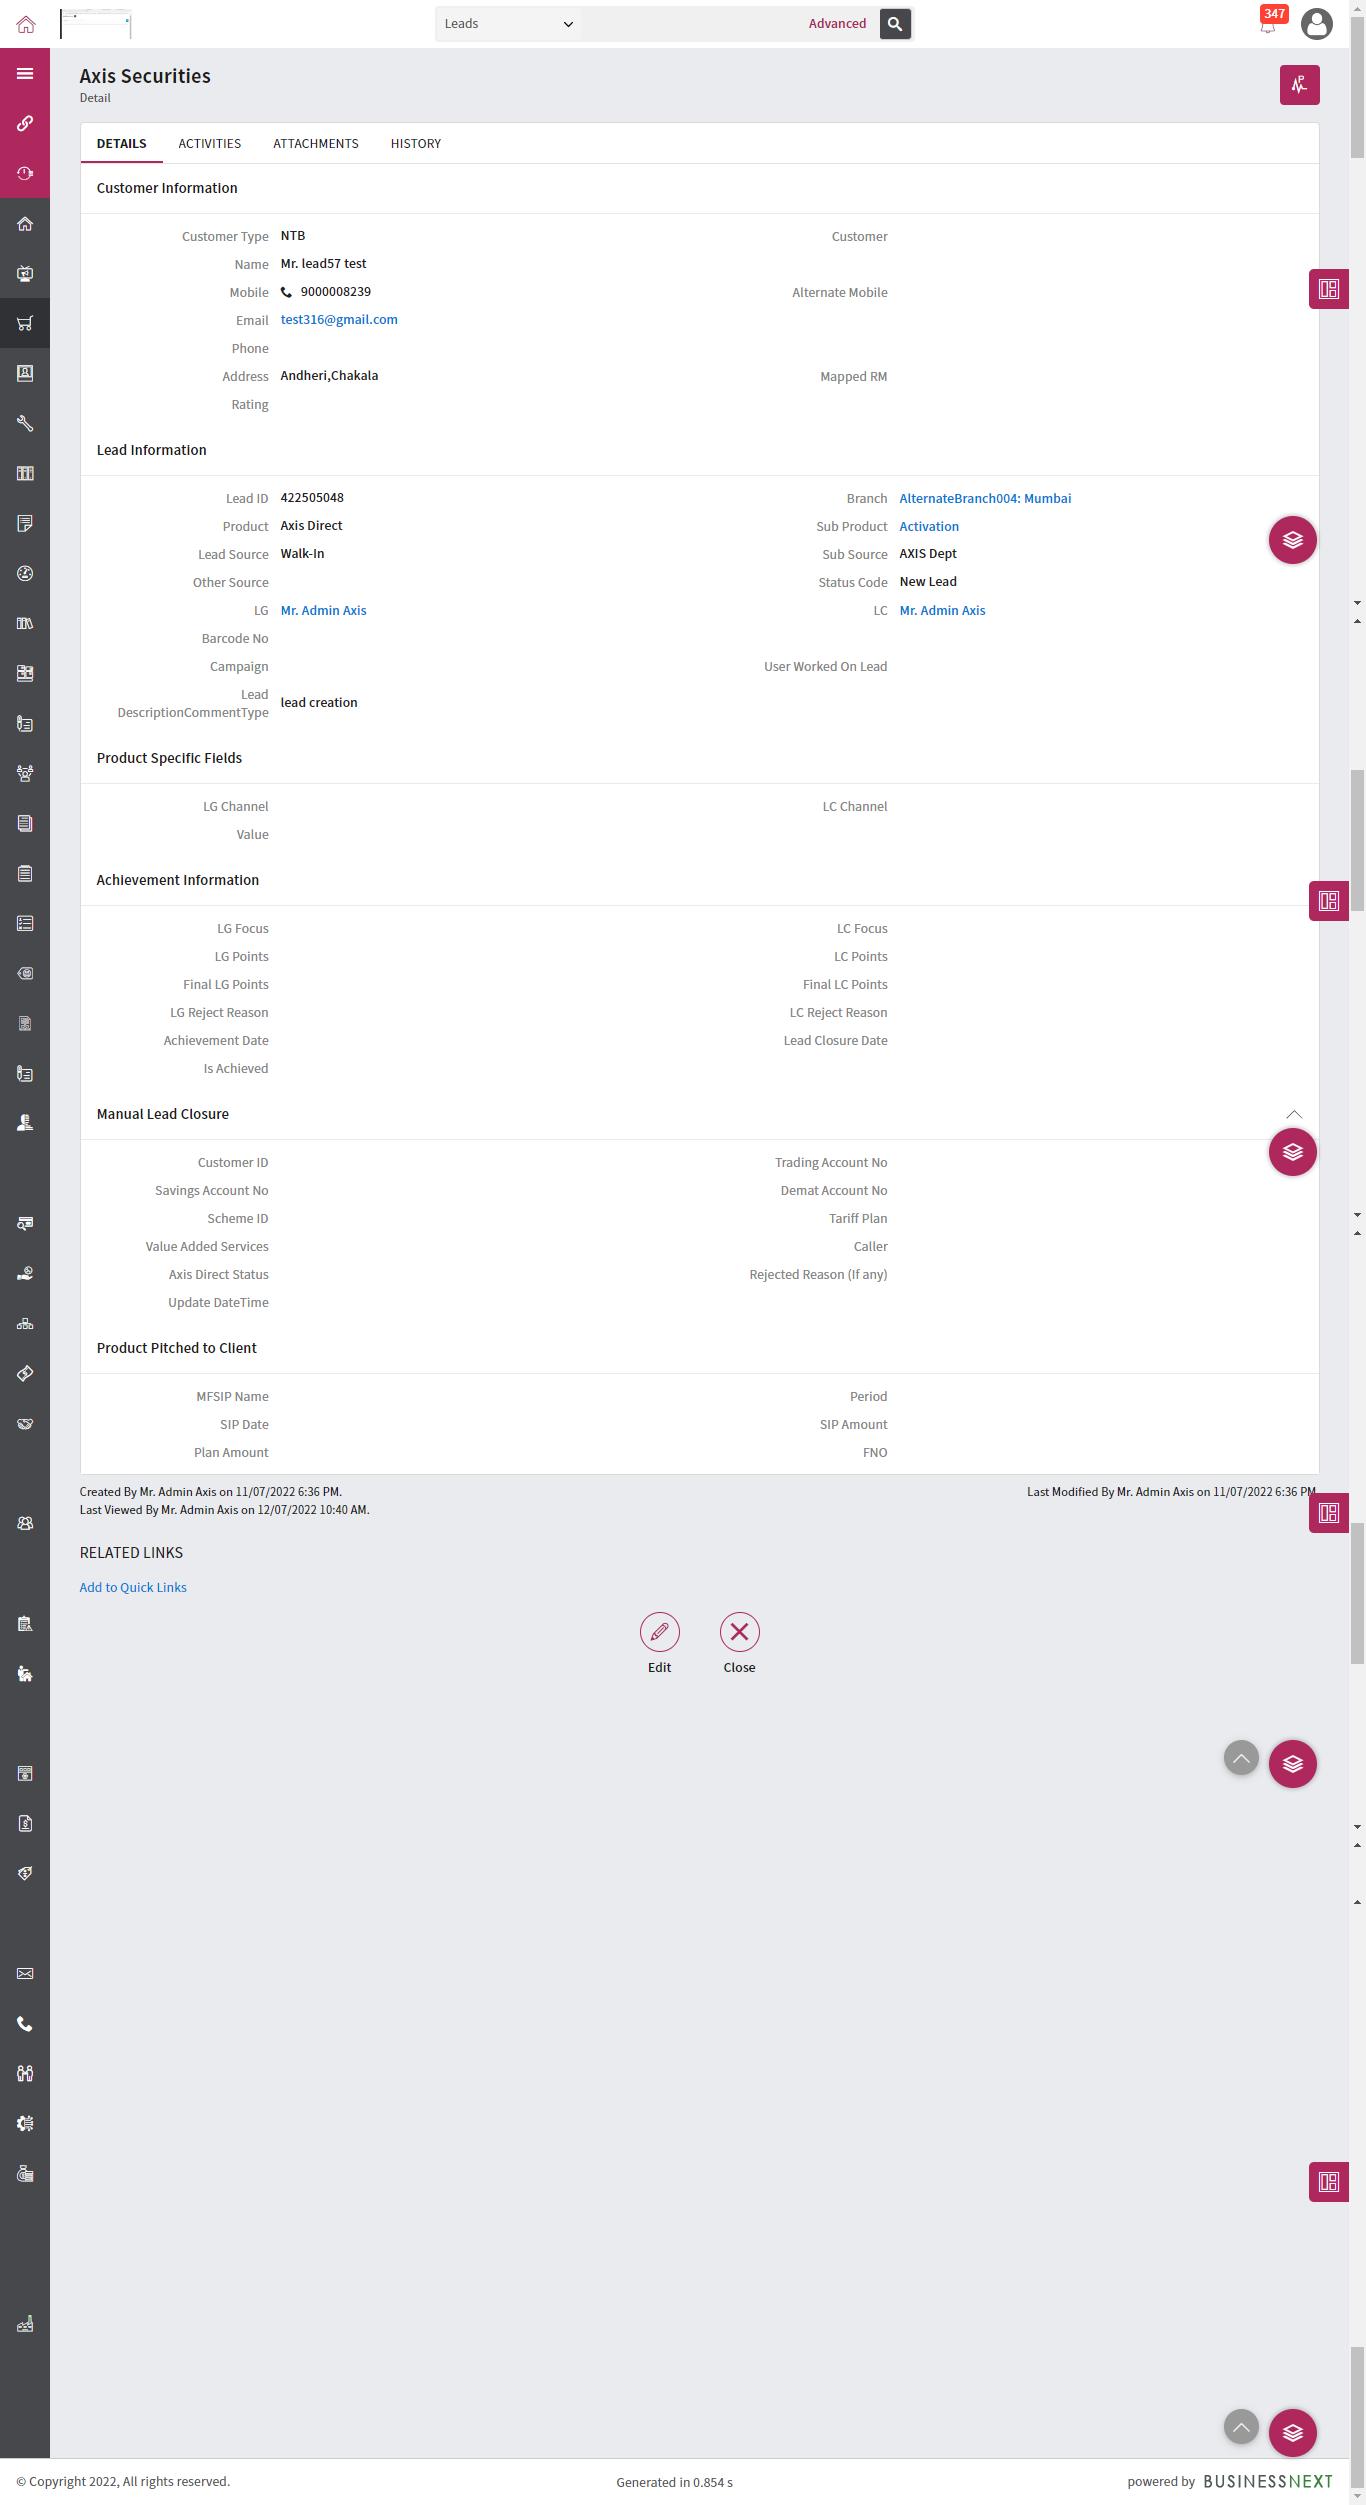 Leads
Advanced
347
Axis Securities
Detail
DETAILS ACTIVITIES ATTACHMENTS HISTORY
Customer Information
Customer Type NTB Customer
Name Mr. lead57 test
Mobile 9000008239 Alternate Mobile
Email test316@gmail.com
Phone
Address Andheri,Chakala Mapped RM
Rating
Lead Information
Lead ID 422505048 Branch AlternateBranch004: Mumbai
Product Axis Direct Sub Product Activation
Lead Source Walk-In Sub Source AXIS Dept
Other Source Status Code New Lead
LG Mr. Admin Axis LC Mr. Admin Axis
Barcode No
Campaign User Worked On Lead
Lead
DescriptionCommentType lead creation
Product Specific Fields
LG Channel LC Channel
Value
Achievement Information
LG Focus LC Focus
LG Points LC Points
Final LG Points Final LC Points
LG Reject Reason LC Reject Reason
Achievement Date Lead Closure Date
Is Achieved
Manual Lead Closure
Customer ID Trading Account No
Savings Account No Demat Account No
Scheme ID Tariff Plan
Value Added Services Caller
Axis Direct Status Rejected Reason (If any)
Update DateTime
Product Pitched to Client
MFSIP Name Period
SIP Date SIP Amount
Plan Amount FNO
Created By Mr. Admin Axis on 11/07/2022 6:36 PM. Last Modified By Mr. Admin Axis on 11/07/2022 6:36 PM
Last Viewed By Mr. Admin Axis on 12/07/2022 10:40 AM.
RELATED LINKS
Add to Quick Links
Edit Close
© Copyright 2022, All rights reserved. Generated in 0.854 s powered by BUSINESSNEXT